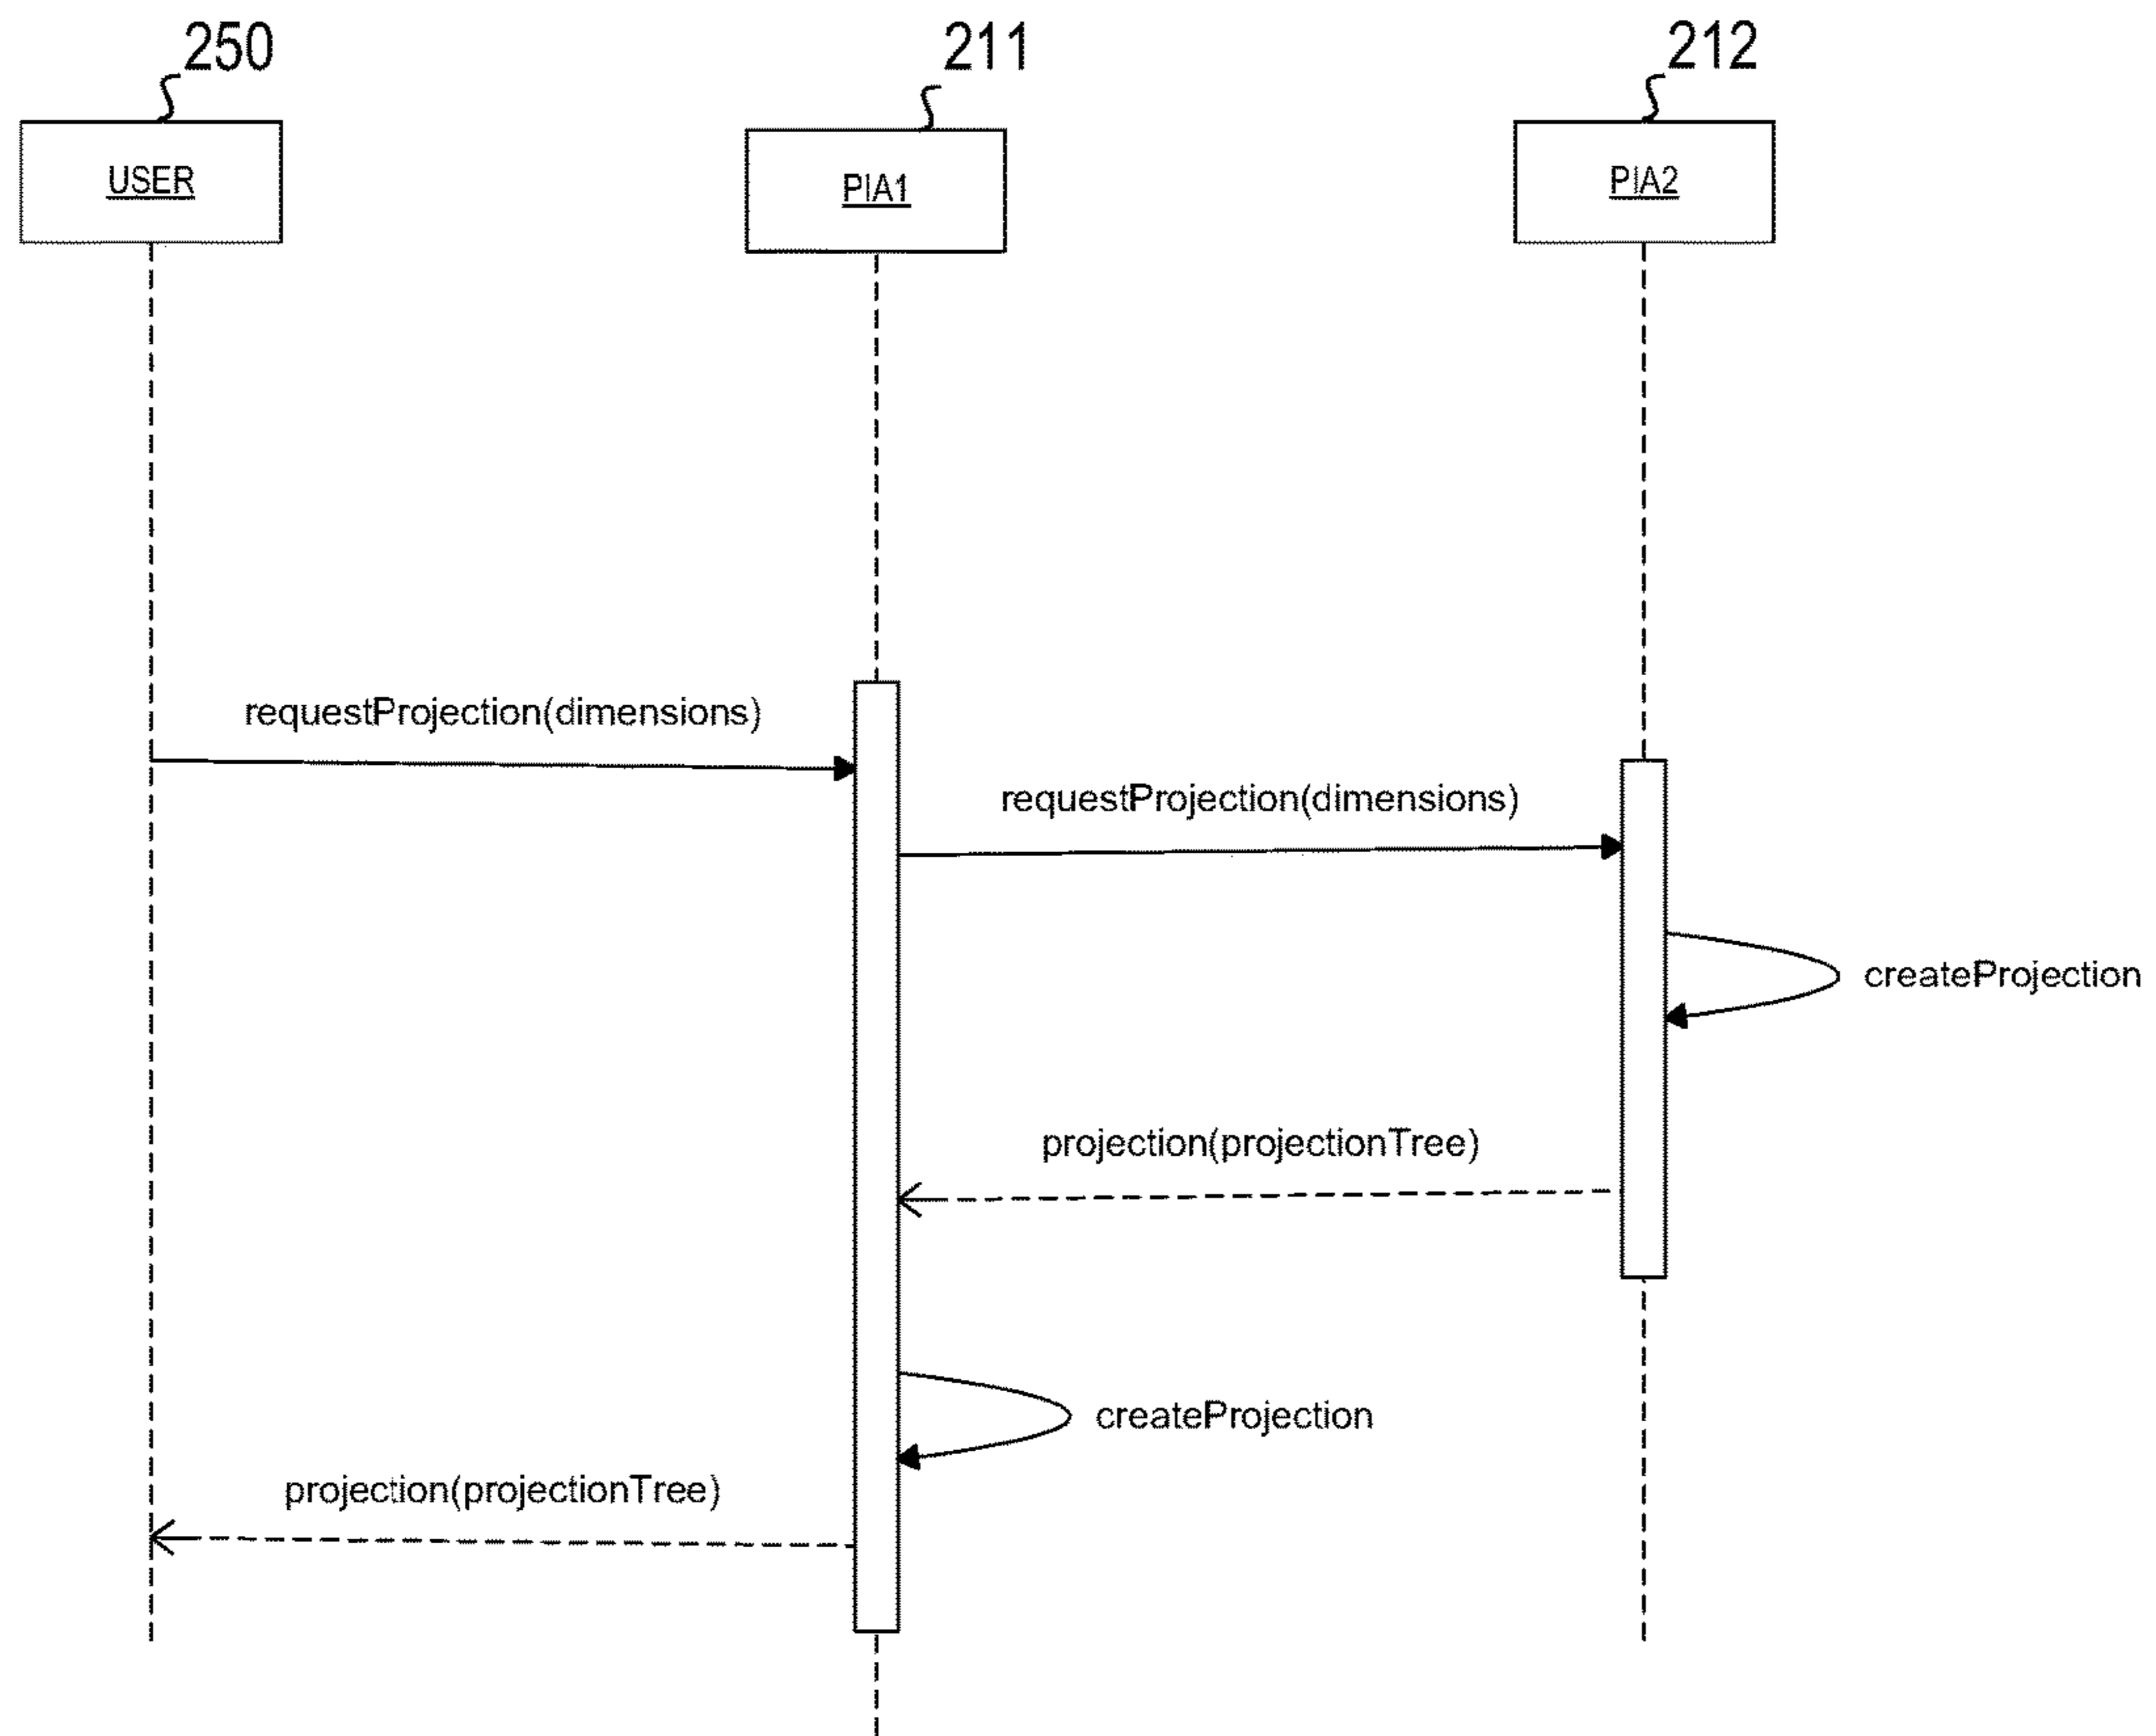 250
211
212
USER
PIA1
PIA2
requestProjection(dimensions)
requestProjection(dimensions)
createProjection
projection(projectionTree)
createProjection
projection(projectionTree)